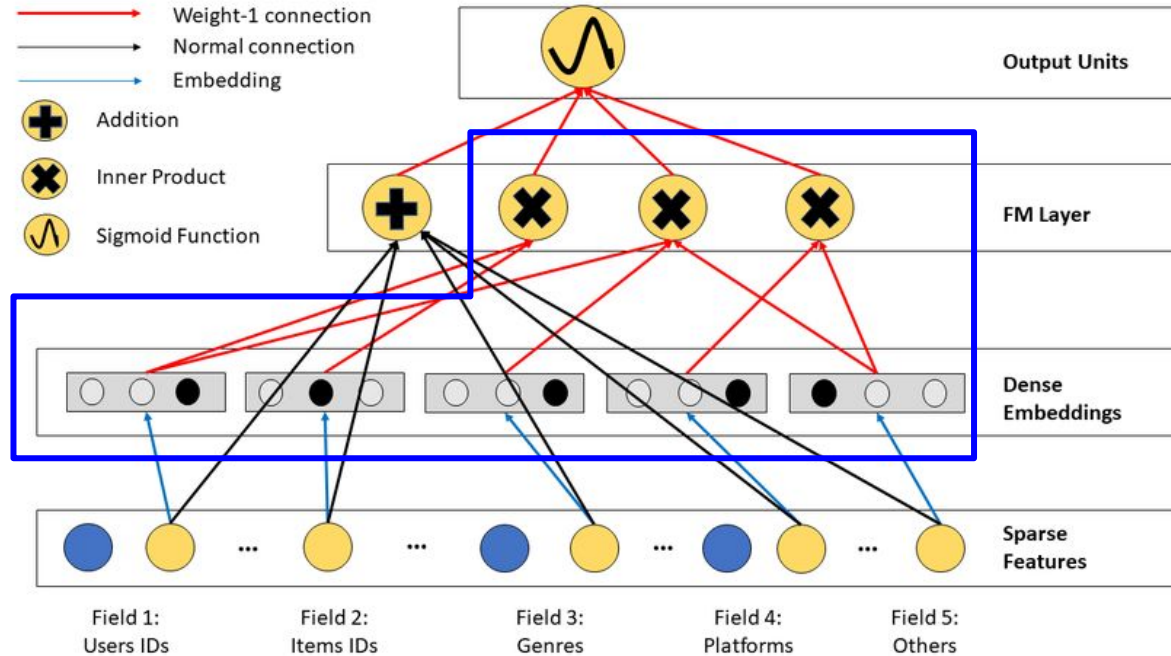 Weight-1 connection
Normal connection
Embedding
Addition
Inner Product
Sigmoid Function
Output Units
FM Layer
Dense
Embeddings
Sparse
Features
... ... ... ...
Field 1:
Users IDs
Field 2:
Items IDs
Field 3:
Genres
Field 4:
Platforms
Field 5:
Others